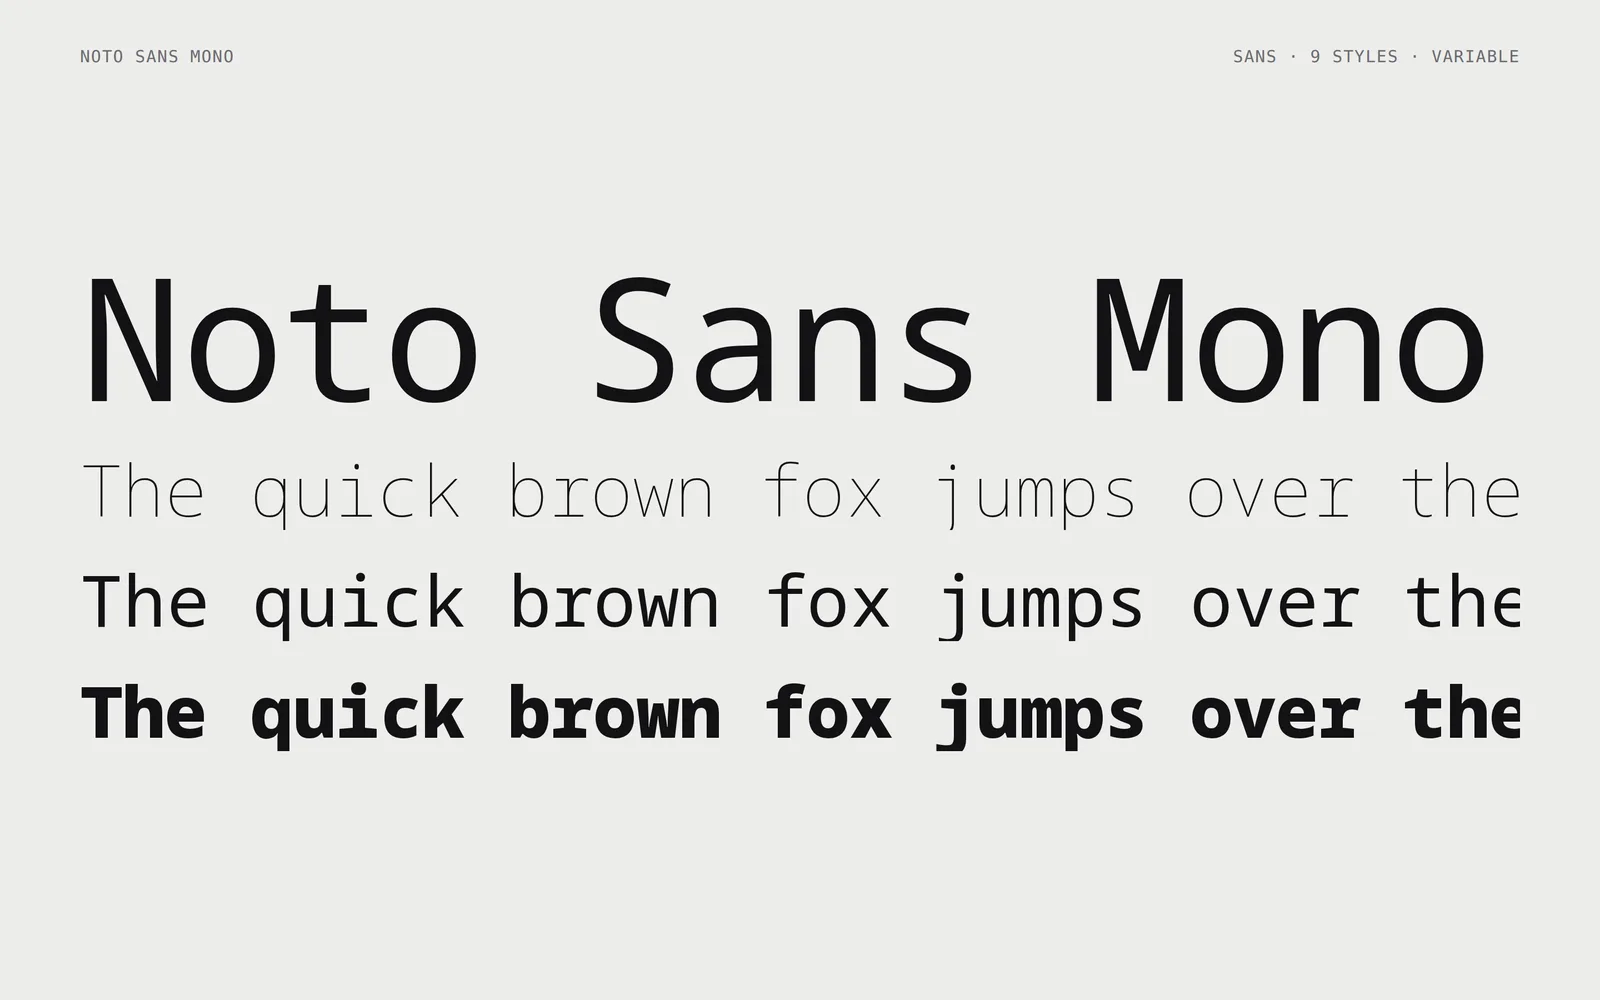 NOTO SANS MONO
SANS · 9 STYLES · VARIABLE
Noto Sans Mono
The quick brown fox jumps over the
The quick brown fox jumps over the
The quick brown fox jumps over the